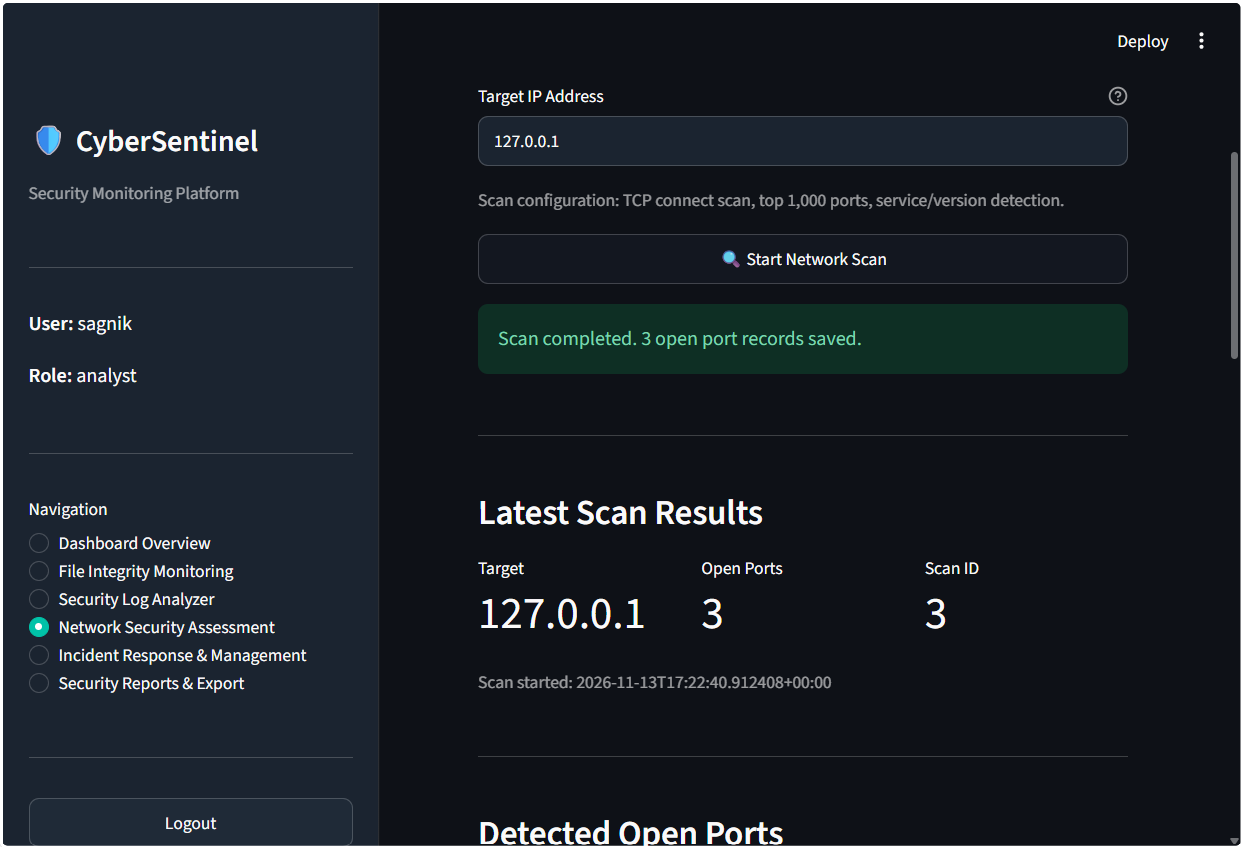 CyberSentinel
Security Monitoring Platform
User: sagnik
Role: analyst
Navigation
Dashboard Overview
File Integrity Monitoring
Security Log Analyzer
Network Security Assessment
Incident Response & Management
Security Reports & Export
Logout
Deploy
Target IP Address
127.0.0.1
Scan configuration: TCP connect scan, top 1,000 ports, service/version detection.
Start Network Scan
Scan completed. 3 open port records saved.
Latest Scan Results
Target Open Ports Scan ID
127.0.0.1 3 3
Scan started: 2026-11-13T17:22:40.912408+00:00
Detected Open Ports